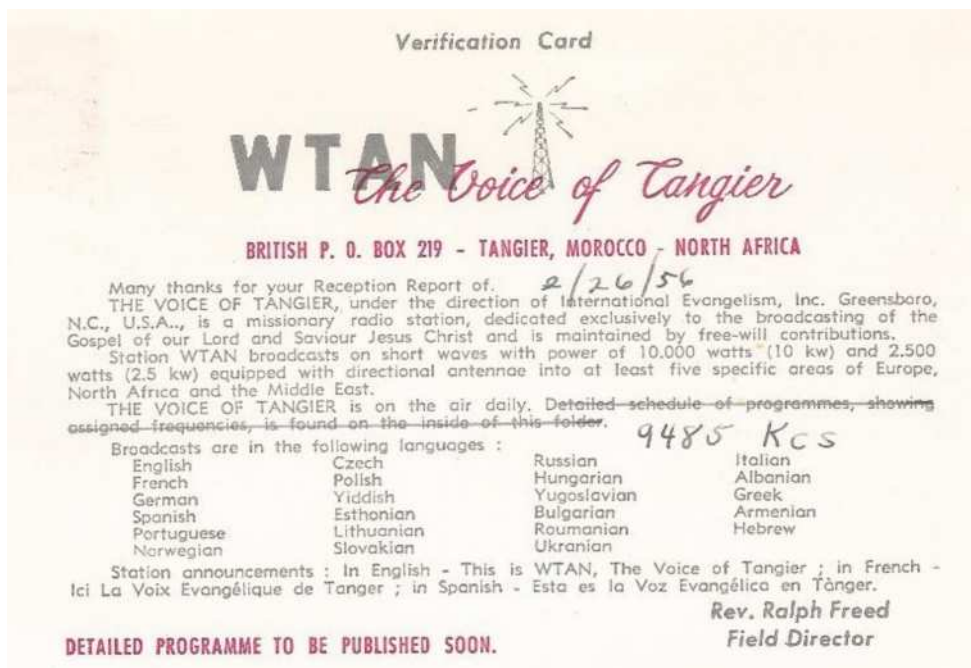 Verification Card
WTAN
The Voice of Tangier
BRITISH P. O. BOX 219 - TANGIER, MOROCCO - NORTH AFRICA
Many thanks for your Reception Report of. 2/26/56
THE VOICE OF TANGIER, under the direction of International Evangelism, Inc. Greensboro,
N.C., U.S.A.., is a missionary radio station, dedicated exclusively to the broadcasting of the
Gospel of our Lord and Saviour Jesus Christ and is maintained by free-will contributions.
Station WTAN broadcasts on short waves with power of 10.000 watts (10 kw) and 2.500
watts (2.5 kw) equipped with directional antennae into at least five specific areas of Europe,
North Africa and the Middle East.
THE VOICE OF TANGIER is on the air daily. Detailed schedule of programmes, showing
assigned frequencies, is found on the inside of this folder. 9485 Kcs
Broadcasts are in the following languages :
English Czech Russian Italian
French Polish Hungarian Albanian
German Yiddish Yugoslavian Greek
Spanish Esthonian Bulgarian Armenian
Portuguese Lithuanian Roumanian Hebrew
Norwegian Slovakian Ukranian
Station announcements : In English - This is WTAN, The Voice of Tangier ; in French -
Ici La Voix Evangélique de Tanger ; in Spanish - Esta es la Voz Evangélica en Tànger.
Rev. Ralph Freed
Field Director
DETAILED PROGRAMME TO BE PUBLISHED SOON.